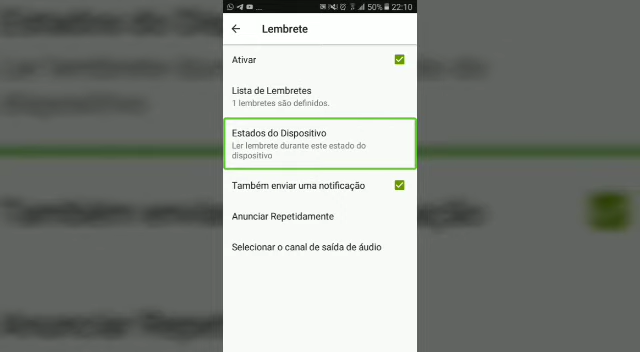 50% 22:10
Lembrete
Ativar
Lista de Lembretes
1 lembretes são definidos.
Estados do Dispositivo
Ler lembrete durante este estado do
dispositivo
Também enviar uma notificação
Anunciar Repetidamente
Selecionar o canal de saída de áudio